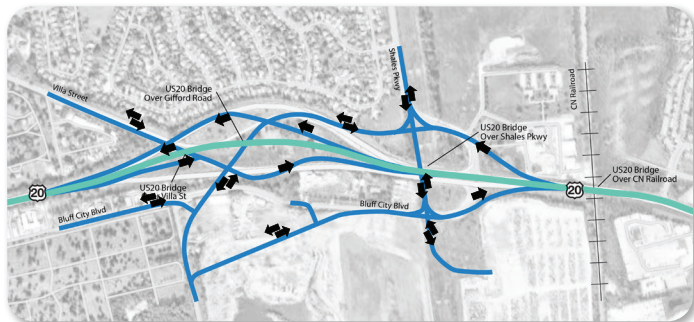 Villa Street
US20 Bridge
Over Gifford Road
Shales Pkwy
CN Railroad
US20 Bridge
Over Shales Pkwy
US20 Bridge
Over CN Railroad
20
20
US20 Bridge
Villa St
Bluff City Blvd
Bluff City Blvd